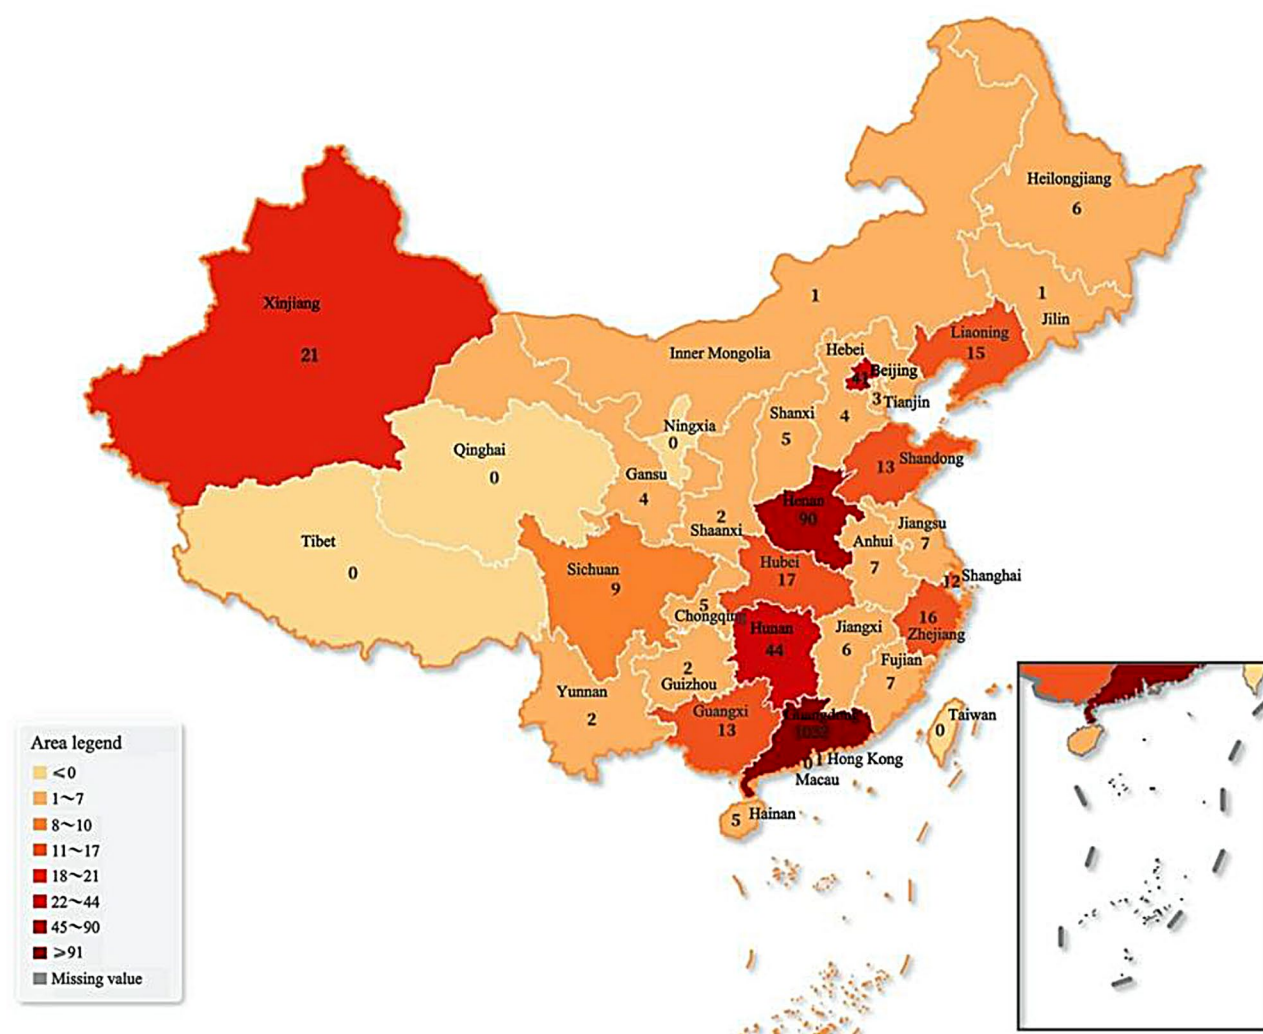 Heilongjiang
6
Xinjiang
21
1
Inner Mongolia
1
Jilin
Liaoning
15
Hebei
4
Beijing
41
3
Tianjin
Shanxi
5
Ningxia
0
Qinghai
0
Gansu
4
Shandong
13
Henan
90
2
Shaanxi
Jiangsu
7
Anhui
7
Tibet
0
Sichuan
9
Hubei
17
12 Shanghai
5
Chongqing
Hunan
44
Jiangxi
6
16
Zhejiang
Fujian
7
2
Guizhou
Yunnan
2
Guangxi
13
Guangdong
1032
Taiwan
0
1 Hong Kong
0
Macau
5 Hainan
Area legend
≤0
1~7
8~10
11~17
18~21
22~44
45~90
≥91
Missing value